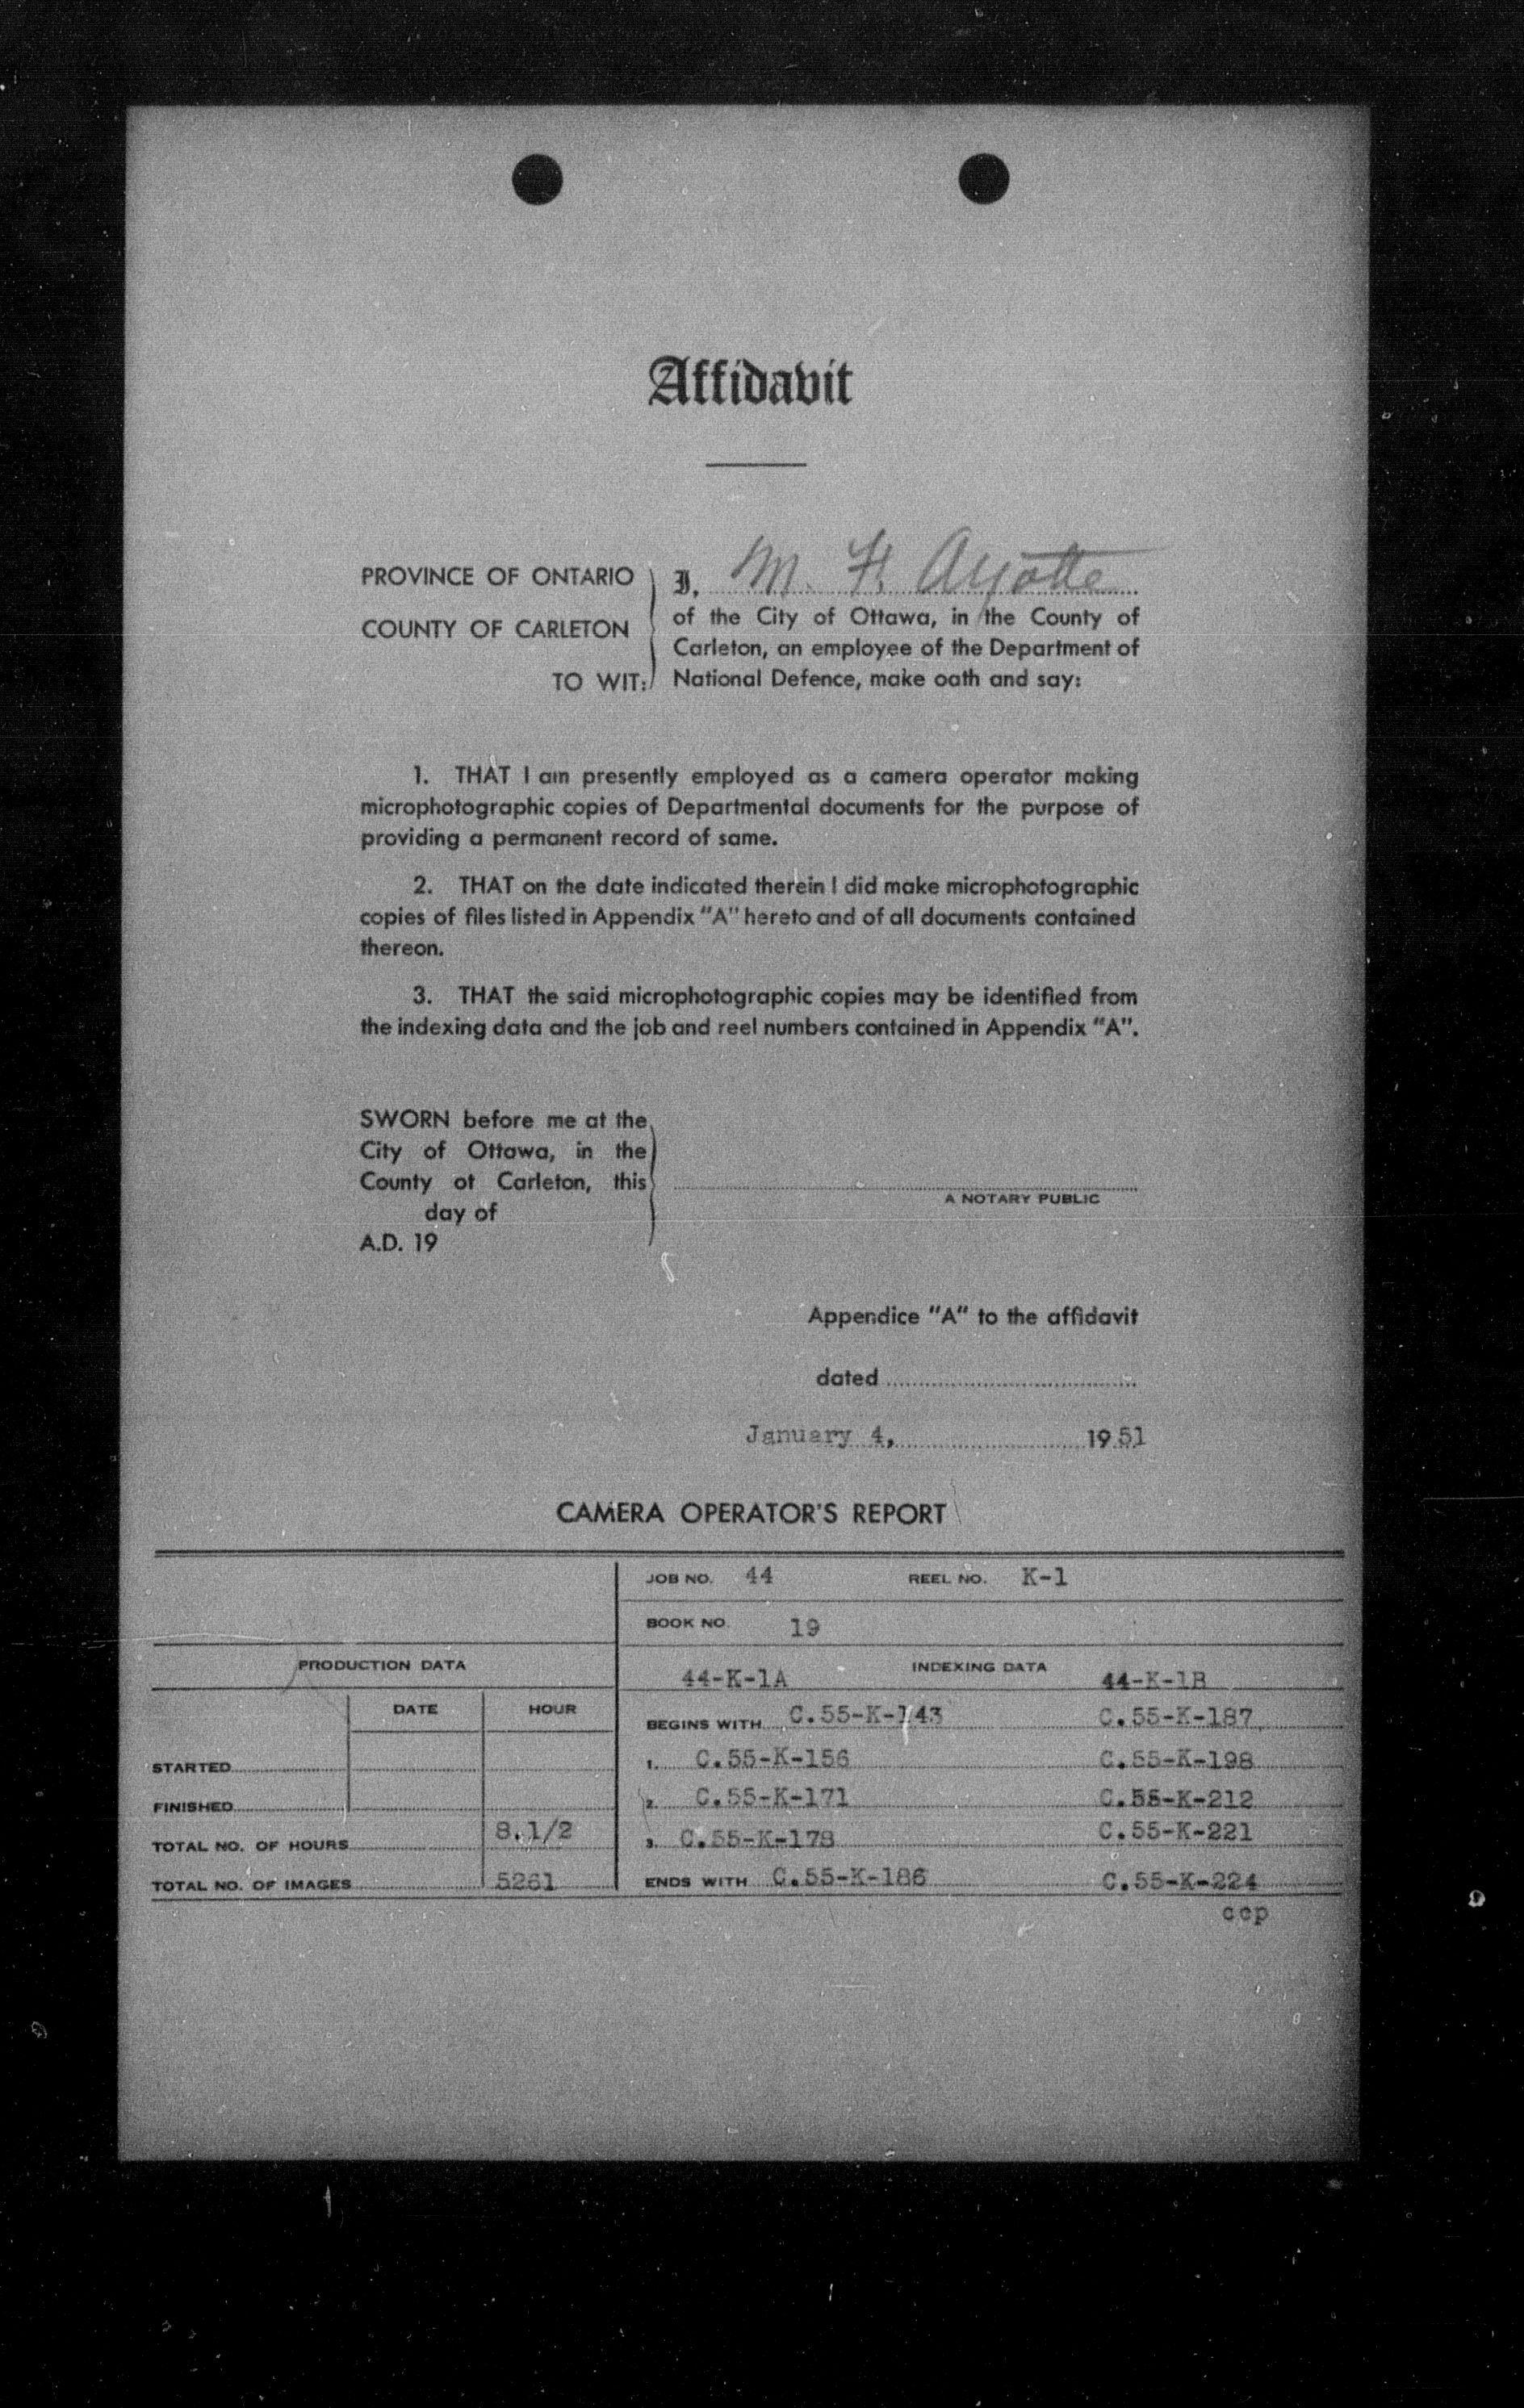 Affidavit
PROVINCE OF ONTARIO
COUNTY OF CARLETON
TO WIT:
I, M. F. Ayotte
of the City of Ottawa, in the County of
Carleton, an employee of the Department of
National Defence, make oath and say:
1. THAT I am presently employed as a camera operator making
microphotographic copies of Departmental documents for the purpose of
providing a permanent record of same.
2. THAT on the date indicated therein I did make microphotographic
copies of files listed in Appendix "A" hereto and of all documents contained
thereon.
3. THAT the said microphotographic copies may be identified from
the indexing data and the job and reel numbers contained in Appendix "A".
SWORN before me at the
City of Ottawa, in the
County of Carleton, this
day of
A.D. 19
A NOTARY PUBLIC
Appendice "A" to the affidavit
dated
January 4, 1951
CAMERA OPERATOR'S REPORT
JOB NO. 44 REEL NO. K-1
BOOK NO. 19
PRODUCTION DATA
INDEXING DATA
44-K-1A 44-K-1B
DATE HOUR
BEGINS WITH C.55-K-143 C.55-K-187
STARTED
1. C.55-K-156 C.55-K-198
FINISHED
2. C.55-K-171 C.55-K-212
TOTAL NO. OF HOURS 8.1/2
3. C.55-K-178 C.55-K-221
TOTAL NO. OF IMAGES 5261
ENDS WITH C.55-K-186 C.55-K-224
ccp